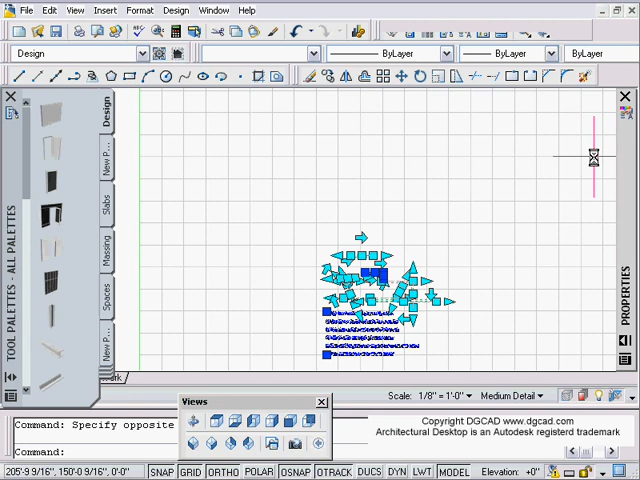 File Edit View Insert Format Design Window Help
Design
ByLayer
ByLayer
ByLayer
TOOL PALETTES - ALL PALETTES
Design
New P...
Slabs
Massing
Spaces
New P...
PROPERTIES
Scale: 1/8" = 1'-0"
Medium Detail
Views
Command: Specify opposite
Command:
Copyright DGCAD www.dgcad.com
Architectural Desktop is an Autodesk registerd trademark
205'-9 9/16", 150'-0 9/16", 0'-0"
SNAP GRID ORTHO POLAR OSNAP OTRACK DUCS DYN LWT MODEL
Elevation: +0"